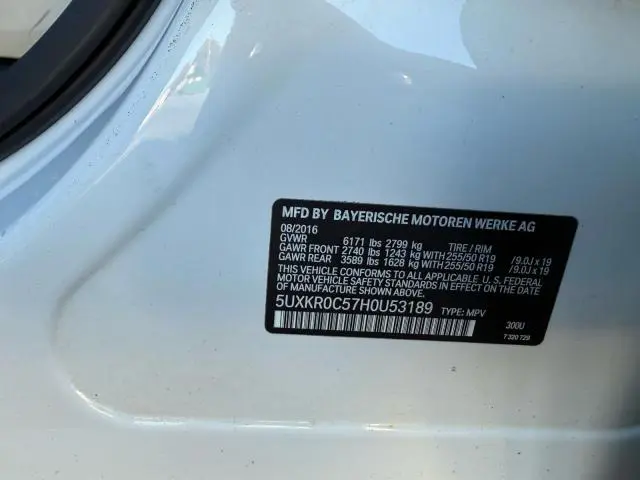 MFD BY BAYERISCHE MOTOREN WERKE AG
08/2016
GVWR 6171 lbs 2799 kg TIRE / RIM
GAWR FRONT 2740 lbs 1243 kg WITH 255/50 R19 /9.0J x 19
GAWR REAR 3589 lbs 1628 kg WITH 255/50 R19 /9.0J x 19
THIS VEHICLE CONFORMS TO ALL APPLICABLE U. S. FEDERAL
MOTOR VEHICLE SAFETY STANDARDS IN EFFECT ON THE DATE
OF MANUFACTURE SHOWN ABOVE.
5UXKR0C57H0U53189 TYPE: MPV
300U
7 320 729